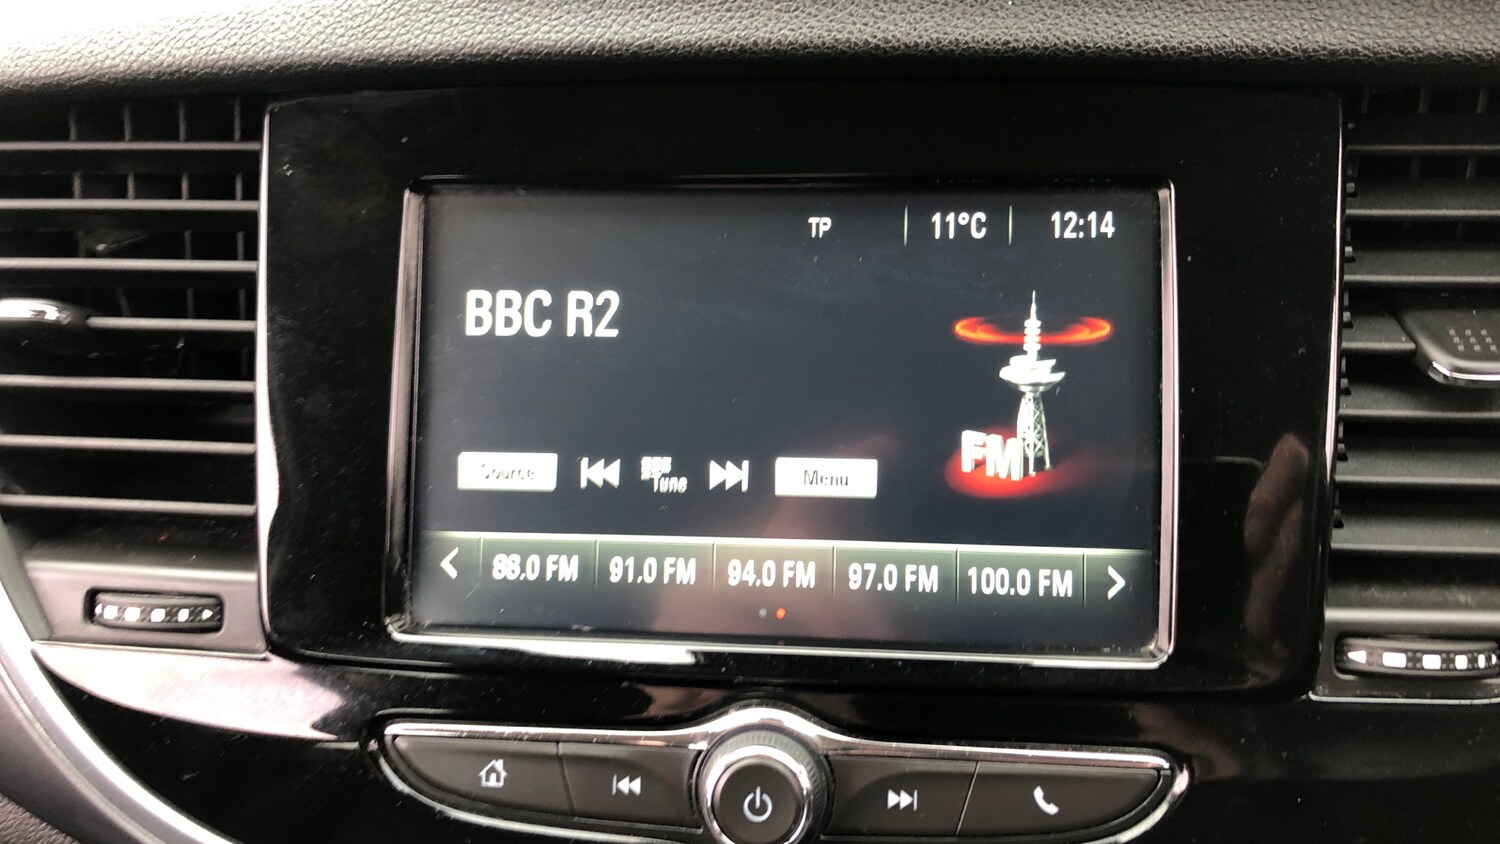 TP 11°C 12:14
BBC R2
FM
Source Tune Menu
88.0 FM 91.0 FM 94.0 FM 97.0 FM 100.0 FM